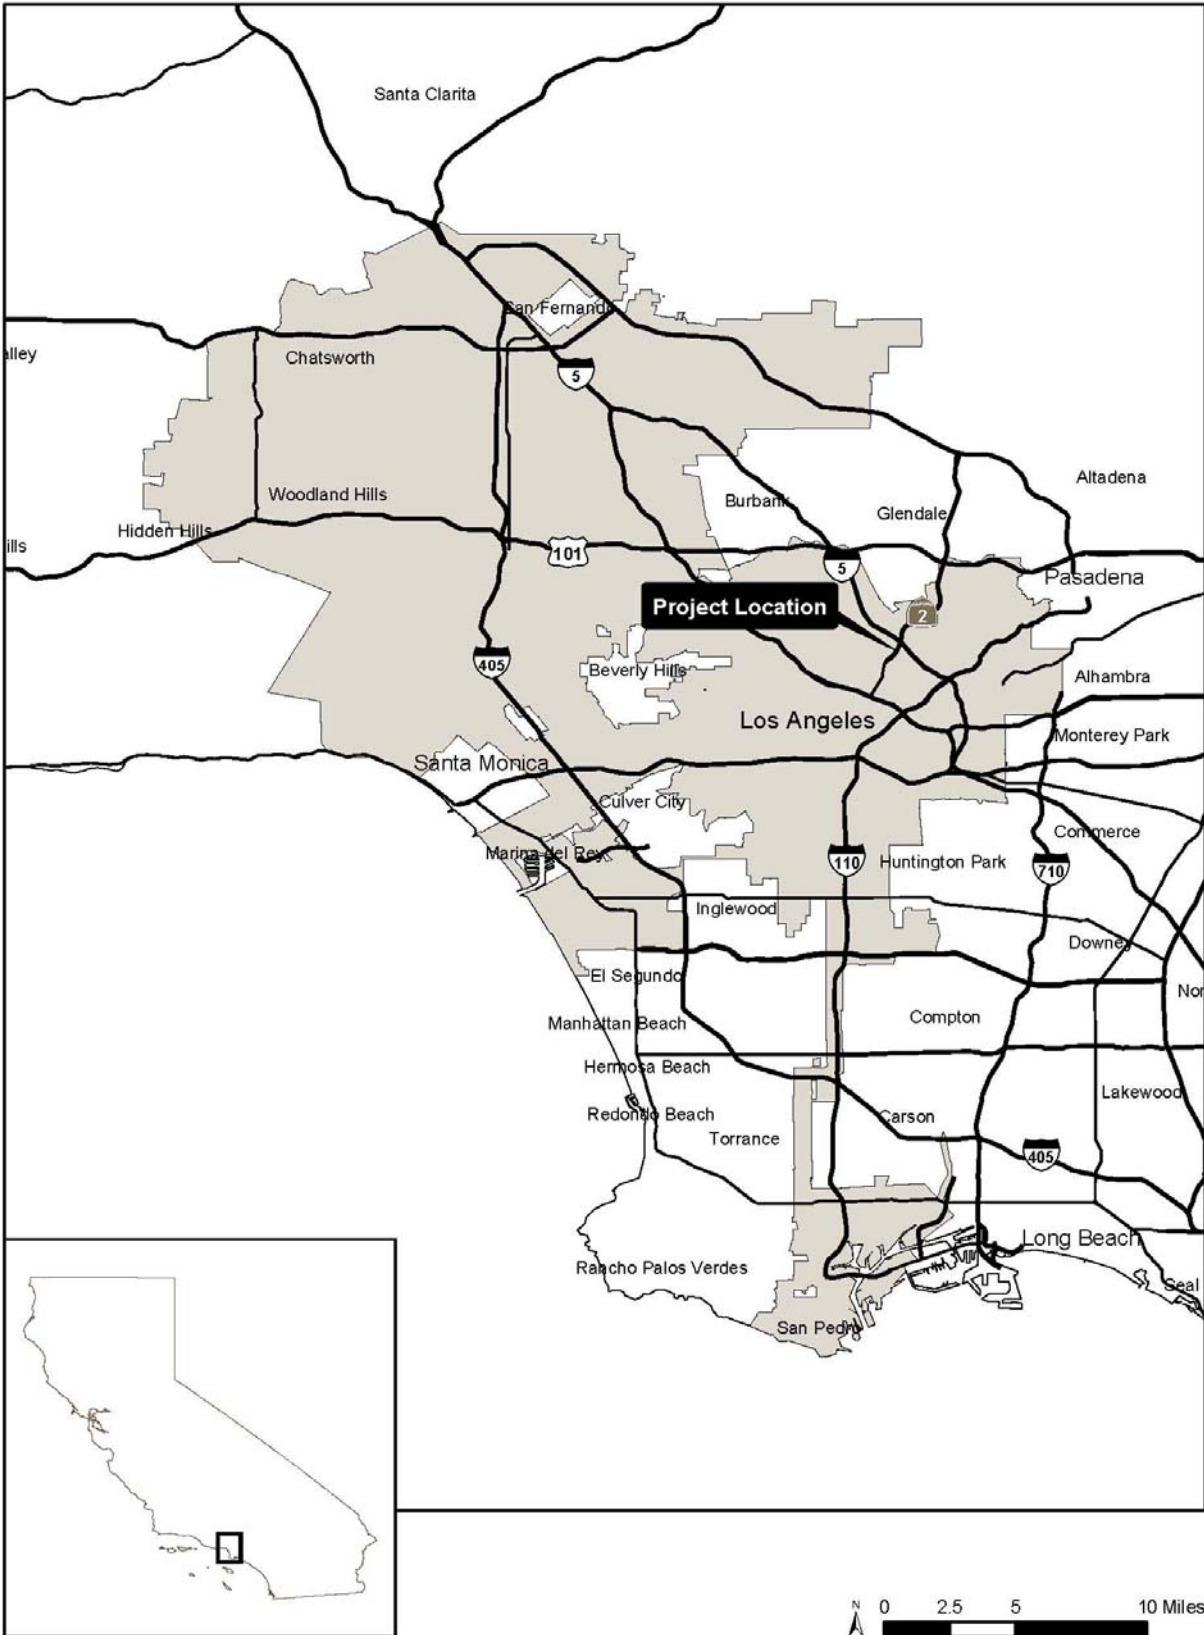 Santa Clarita
San Fernando
alley
Chatsworth
5
Altadena
Woodland Hills
Burbank
Glendale
Hidden Hills
ills
101
5
Pasadena
Project Location
2
405
Beverly Hills
Alhambra
Los Angeles
Monterey Park
Santa Monica
Culver City
Commerce
Marina del Rey
110
Huntington Park
710
Inglewood
Downey
El Segundo
Nor
Manhattan Beach
Compton
Hermosa Beach
Lakewood
Redondo Beach
Carson
Torrance
405
Long Beach
Rancho Palos Verdes
Seal
San Pedro
N
0 2.5 5 10 Miles